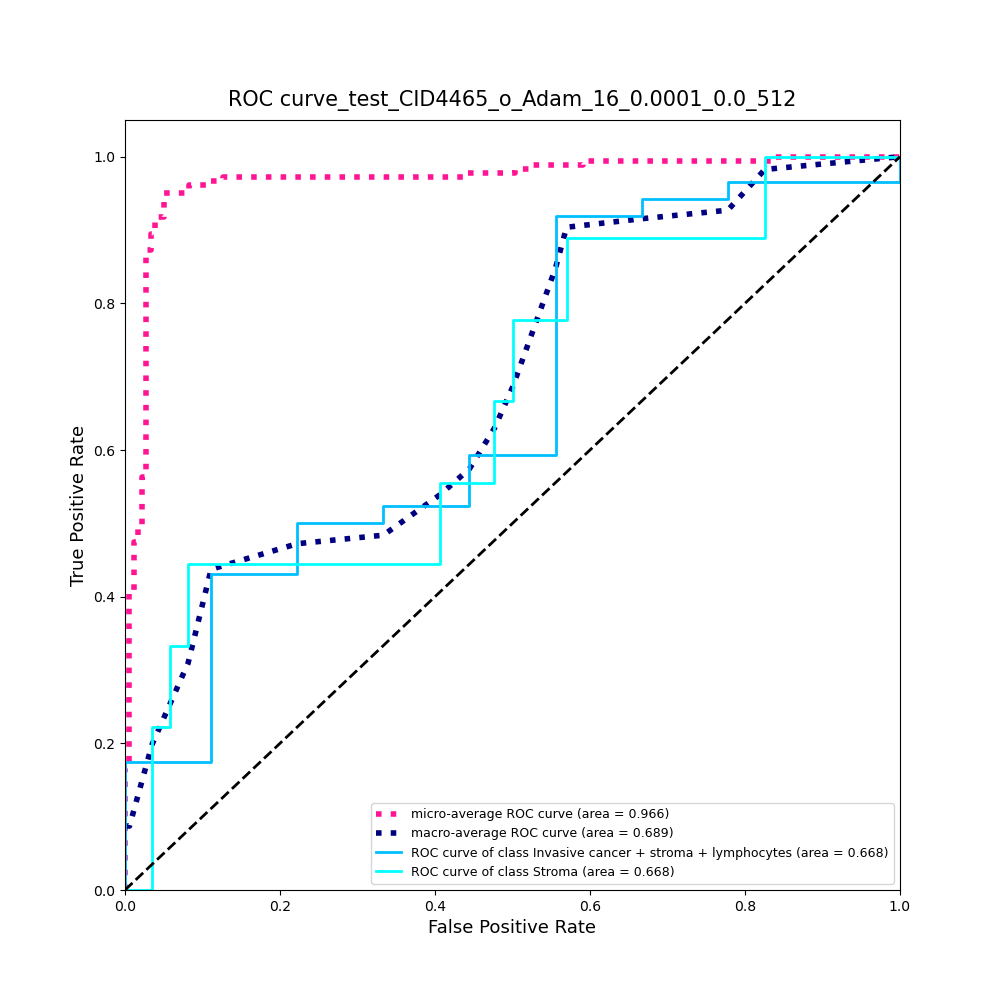 ROC curve_test_CID4465_o_Adam_16_0.0001_0.0_512
1.0
0.8
0.6
0.4
0.2
0.0
True Positive Rate
micro-average ROC curve (area = 0.966)
macro-average ROC curve (area = 0.689)
ROC curve of class Invasive cancer + stroma + lymphocytes (area = 0.668)
ROC curve of class Stroma (area = 0.668)
0.0 0.2 0.4 0.6 0.8 1.0
False Positive Rate